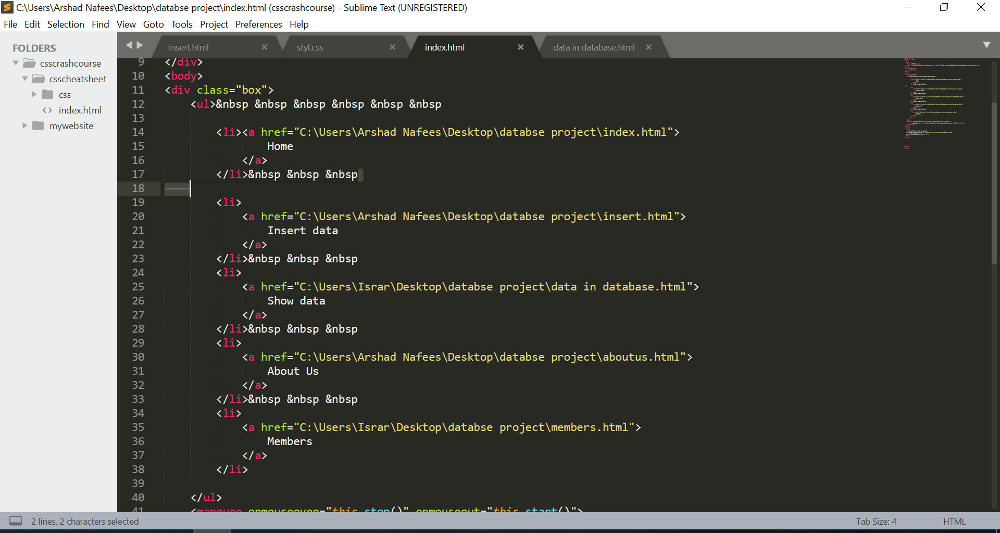 C:\Users\Arshad Nafees\Desktop\databse project\index.html (csscrashcourse) - Sublime Text (UNREGISTERED)
File Edit Selection Find View Goto Tools Project Preferences Help
FOLDERS
csscrashcourse
csscheatsheet
css
<> index.html
mywebsite
insert.html × styl.css × index.html × data in database.html ×
9 </div>
10 <body>
11 <div class="box">
12 <ul>&nbsp &nbsp &nbsp &nbsp &nbsp &nbsp
13
14 <li><a href="C:\Users\Arshad Nafees\Desktop\databse project\index.html">
15 Home
16 </a>
17 </li>&nbsp &nbsp &nbsp
18
19 <li>
20 <a href="C:\Users\Arshad Nafees\Desktop\databse project\insert.html">
21 Insert data
22 </a>
23 </li>&nbsp &nbsp &nbsp
24 <li>
25 <a href="C:\Users\Israr\Desktop\databse project\data in database.html">
26 Show data
27 </a>
28 </li>&nbsp &nbsp &nbsp
29 <li>
30 <a href="C:\Users\Arshad Nafees\Desktop\databse project\aboutus.html">
31 About Us
32 </a>
33 </li>&nbsp &nbsp &nbsp
34 <li>
35 <a href="C:\Users\Israr\Desktop\databse project\members.html">
36 Members
37 </a>
38 </li>
39
40 </ul>
41 <marquee onmouseover="this.stop()" onmouseout="this.start()">
2 lines, 2 characters selected
Tab Size: 4
HTML